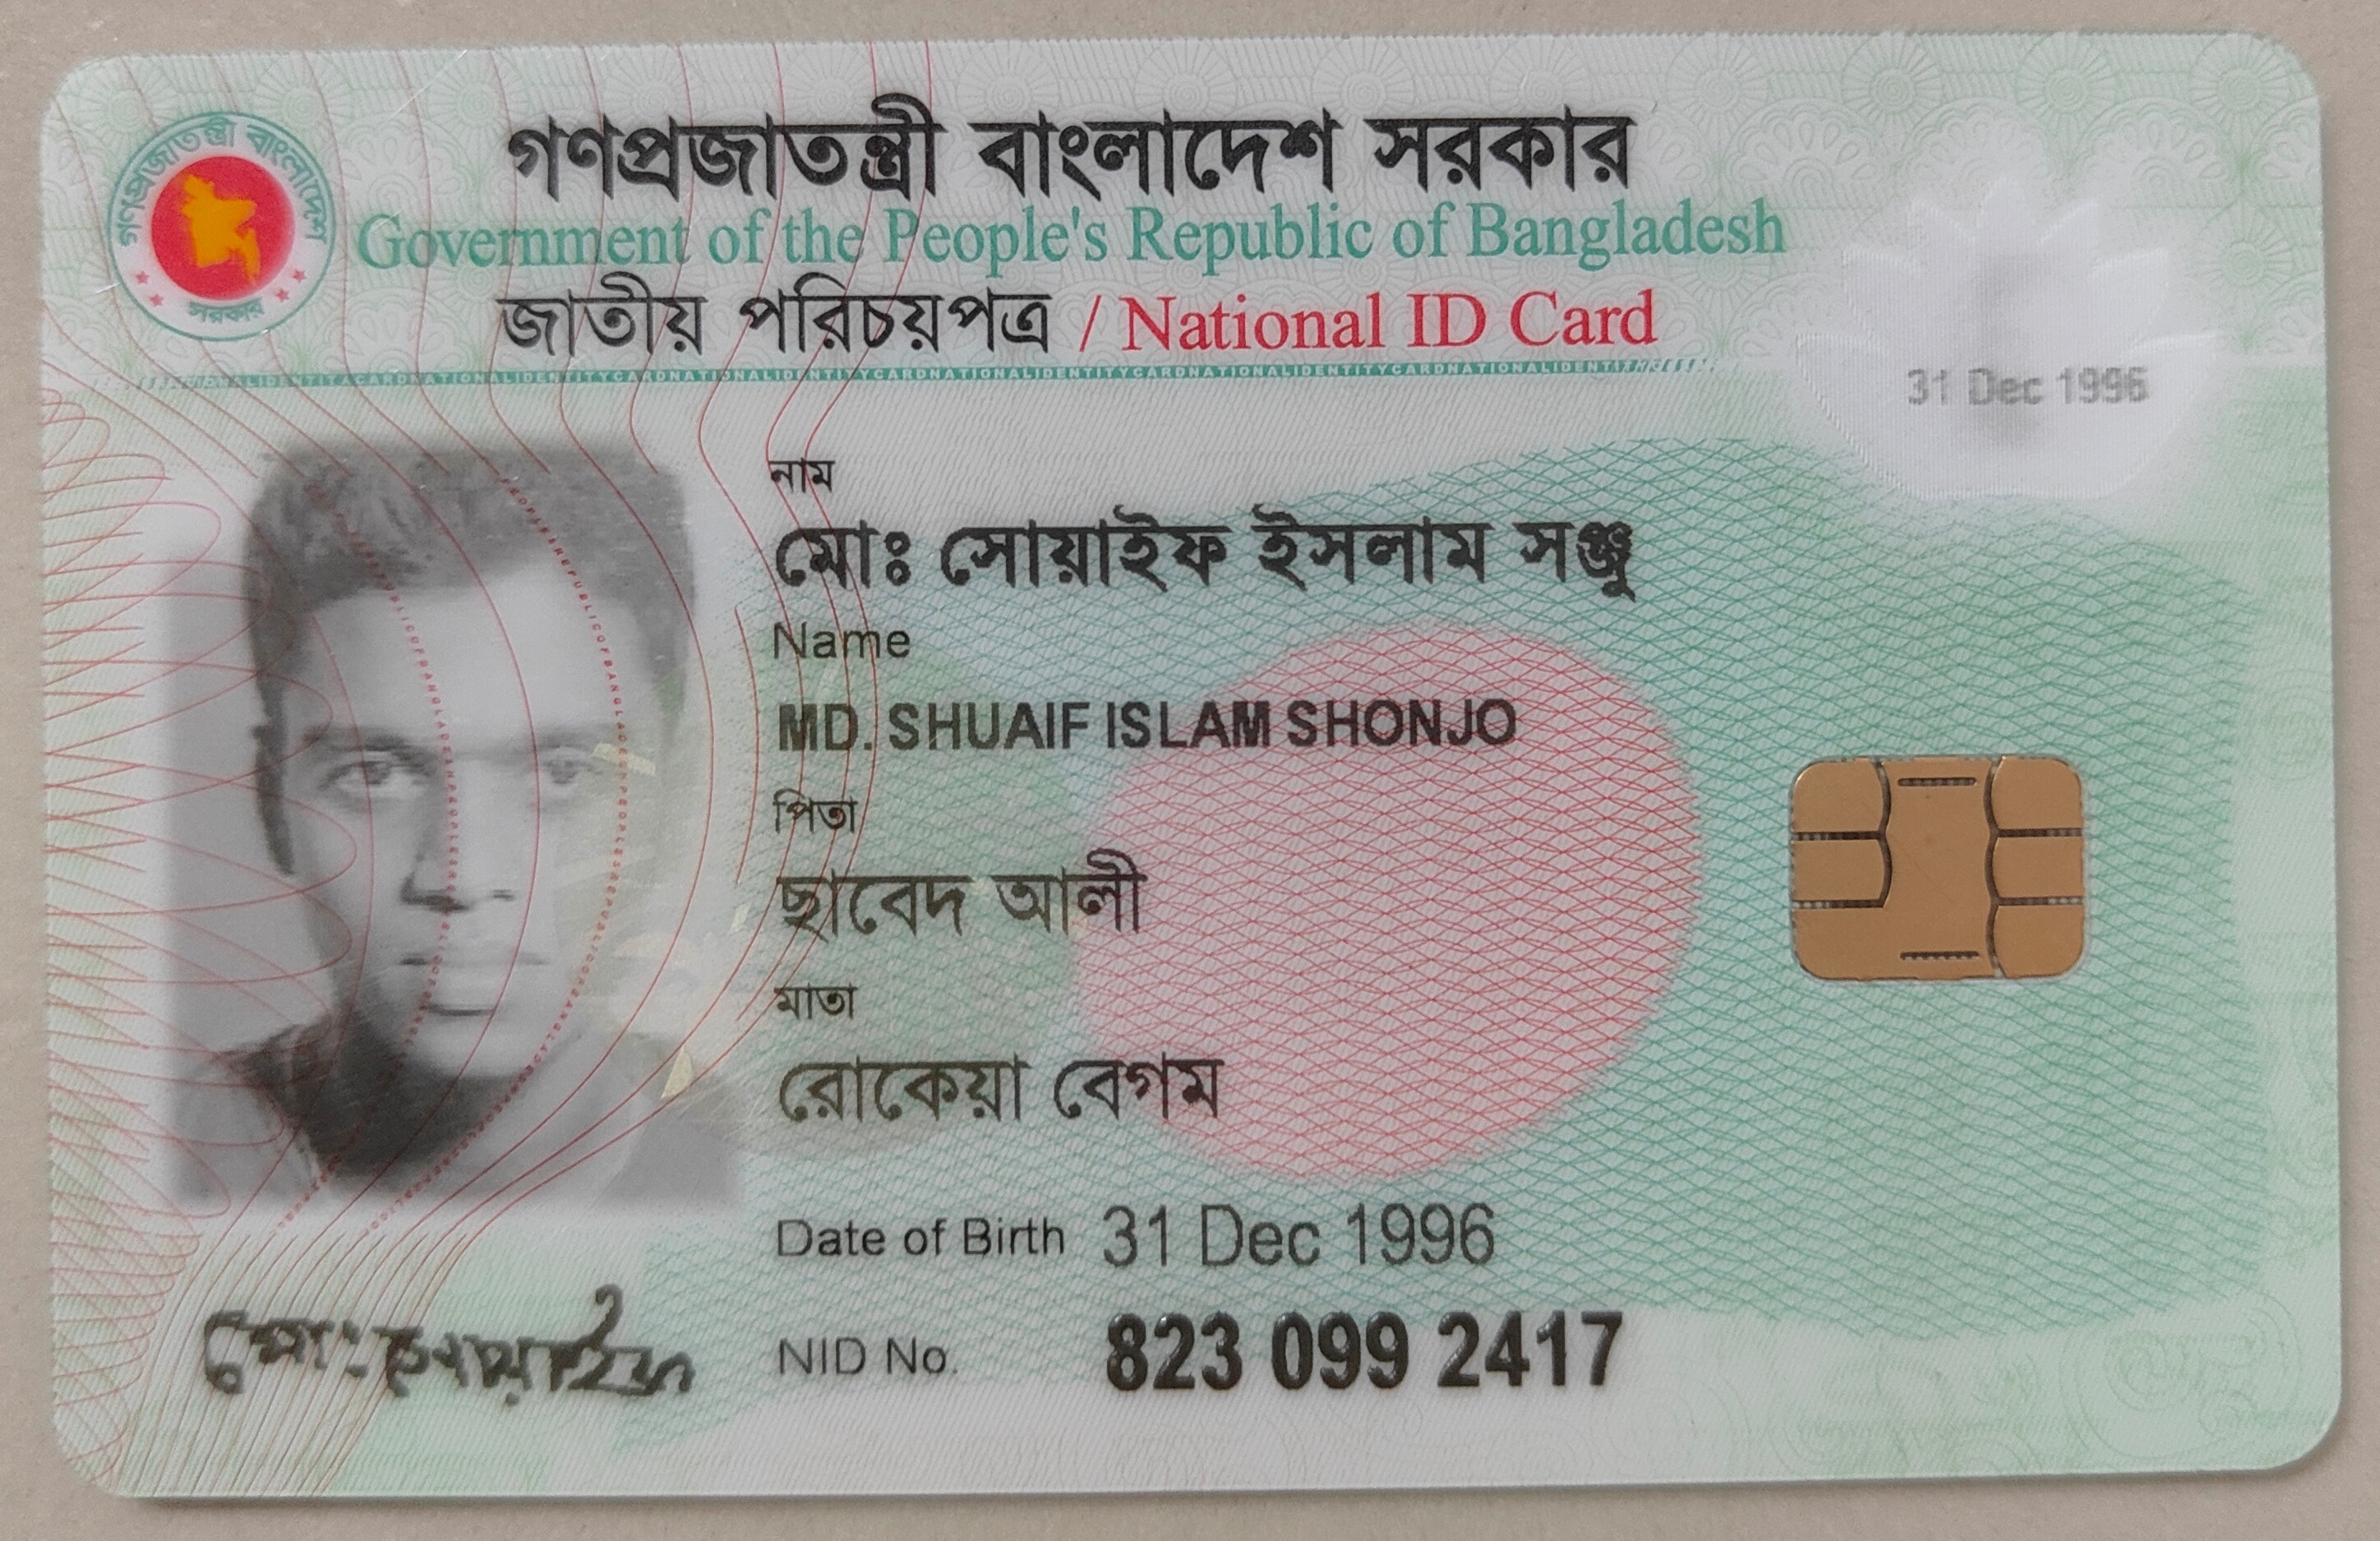 গণপ্রজাতন্ত্রী বাংলাদেশ সরকার
Government of the People's Republic of Bangladesh
জাতীয় পরিচয়পত্র / National ID Card
গণপ্রজাতন্ত্রী বাংলাদেশ
সরকার
31 Dec 1996
নাম
মোঃ সোয়াইফ ইসলাম সঞ্জু
Name
MD. SHUAIF ISLAM SHONJO
পিতা
ছাবেদ আলী
মাতা
রোকেয়া বেগম
Date of Birth 31 Dec 1996
মোঃ সোয়াইফ
NID No. 823 099 2417